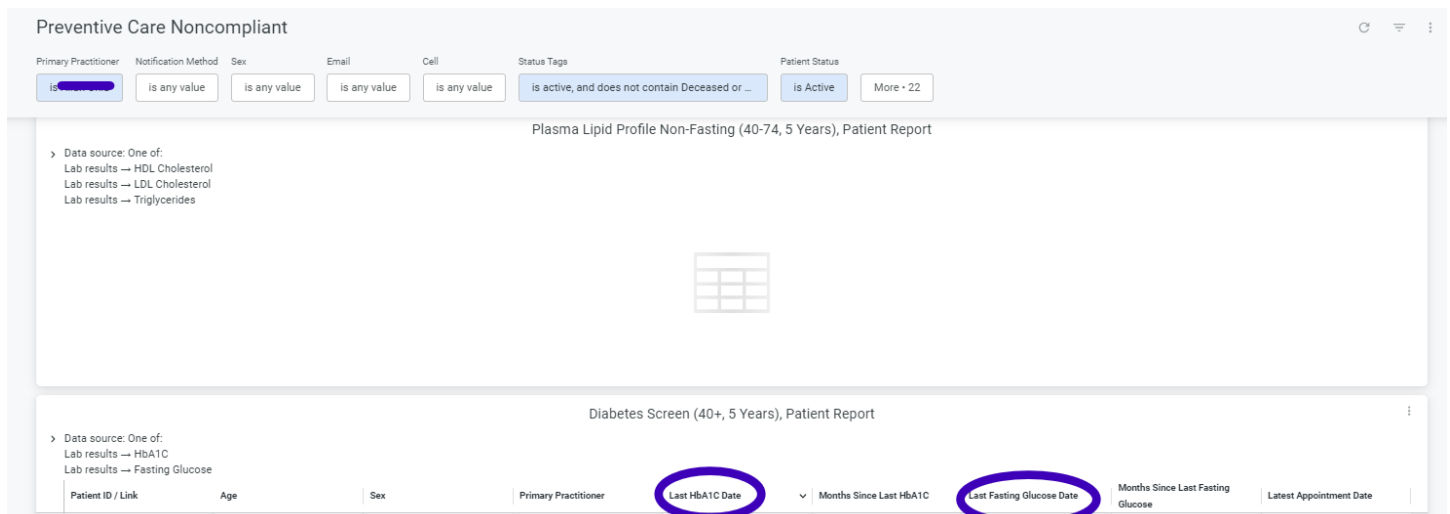 Preventive Care Noncompliant
Primary Practitioner Notification Method Sex Email Cell Status Tags Patient Status
is is any value is any value is any value is any value is active, and does not contain Deceased or ... is Active More • 22
Plasma Lipid Profile Non-Fasting (40-74, 5 Years), Patient Report
Data source: One of:
Lab results → HDL Cholesterol
Lab results → LDL Cholesterol
Lab results → Triglycerides
Diabetes Screen (40+, 5 Years), Patient Report
Data source: One of:
Lab results → HbA1C
Lab results → Fasting Glucose
Patient ID / Link Age Sex Primary Practitioner Last HbA1C Date Months Since Last HbA1C Last Fasting Glucose Date Months Since Last Fasting Glucose Latest Appointment Date